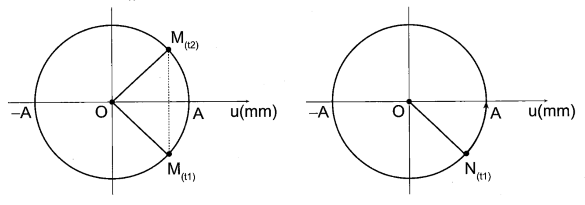 M(t2)
–A O A u(mm)
M(t1)
–A O A u(mm)
N(t1)